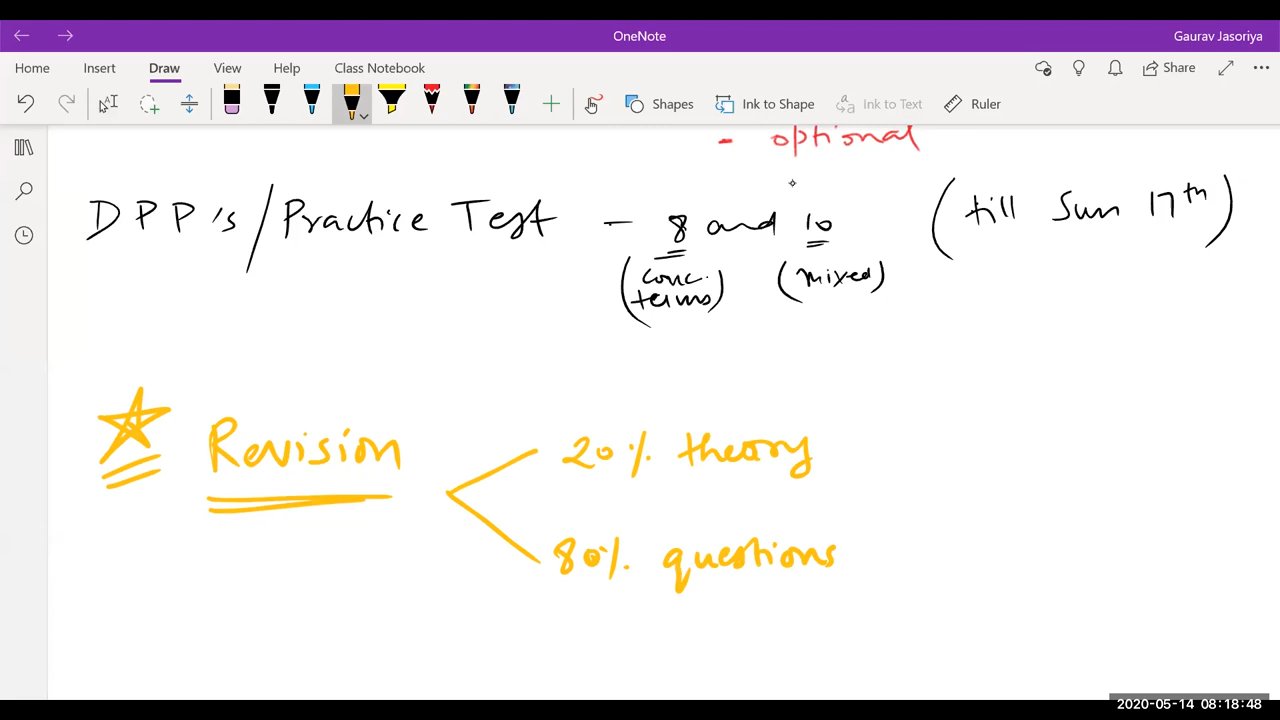 OneNote
Gaurav Jasoriya
Home Insert Draw View Help Class Notebook Share
Shapes Ink to Shape Ink to Text Ruler
- optional
DPP's/Practice Test - 8 and 10 (till Sun 17th)
(conc. terms) (mixed)
Revision
20% theory
80% questions
2020-05-14 08:18:48